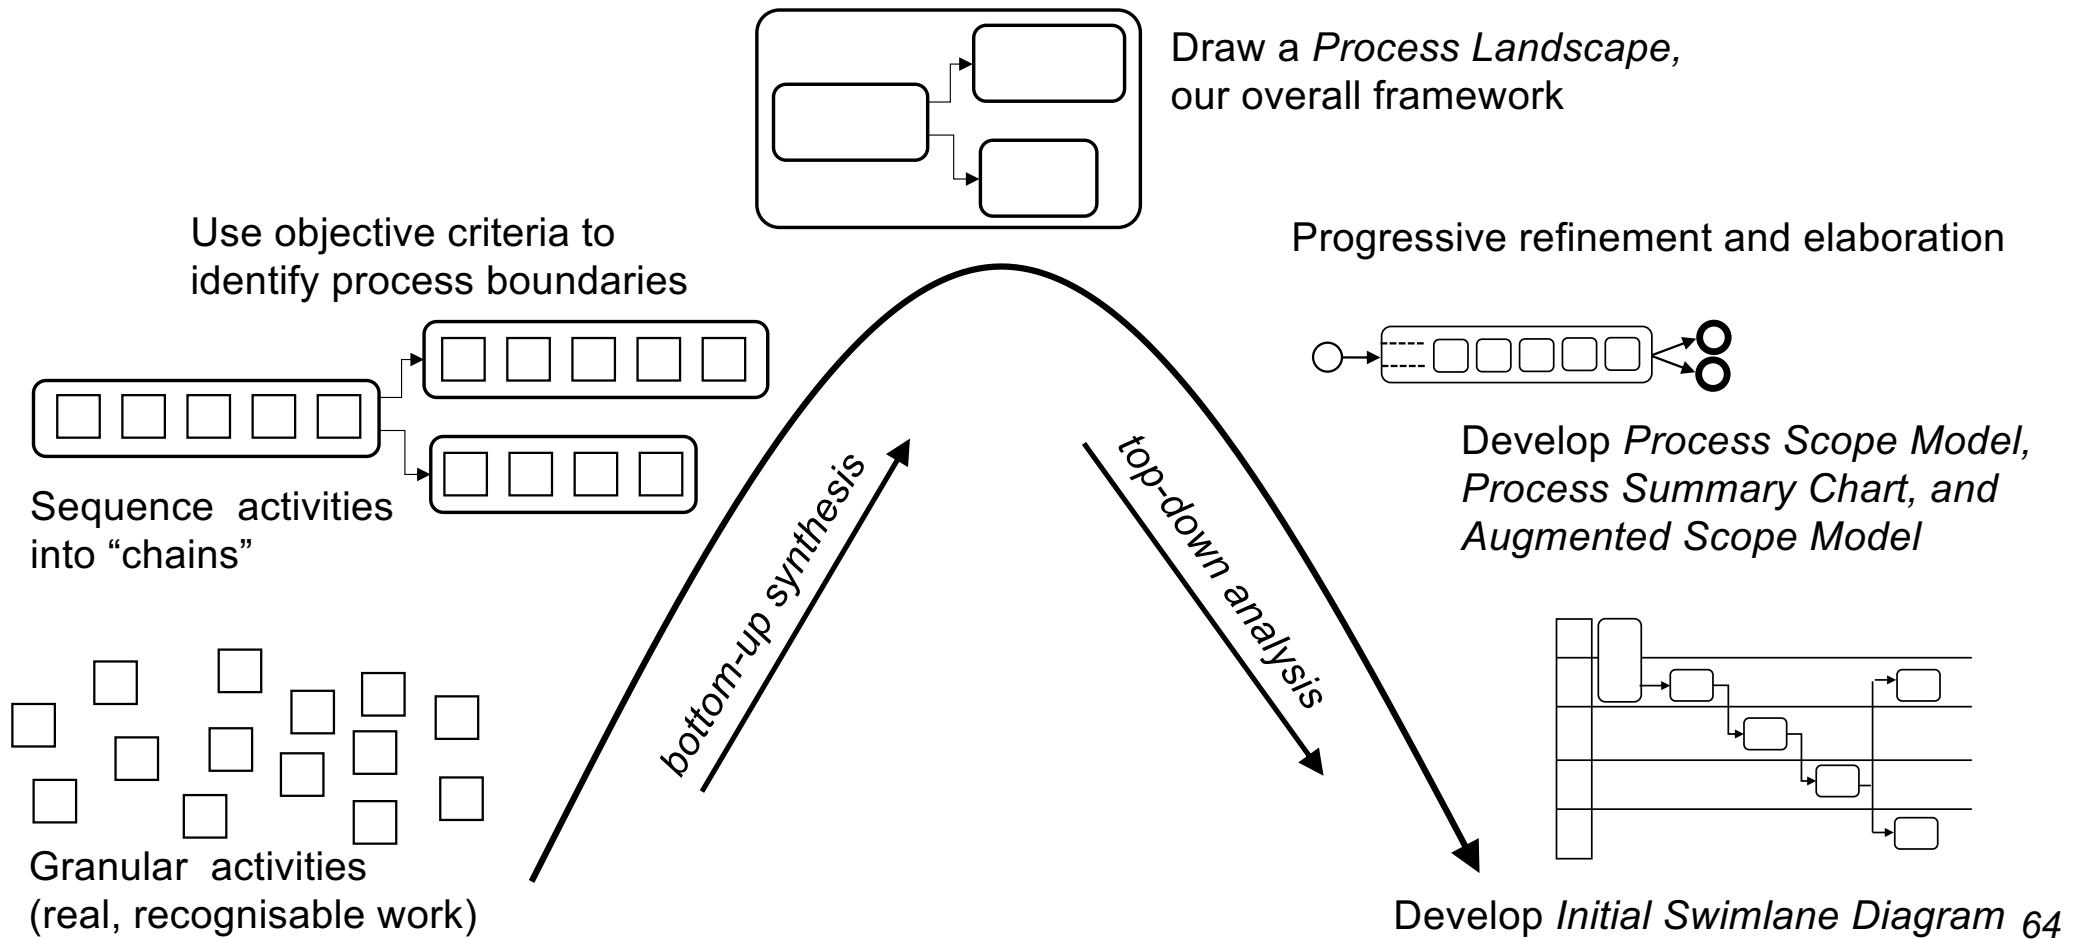 Draw a Process Landscape,
our overall framework
Use objective criteria to
identify process boundaries
Progressive refinement and elaboration
Sequence activities
into “chains”
bottom-up synthesis
top-down analysis
Develop Process Scope Model,
Process Summary Chart, and
Augmented Scope Model
Granular activities
(real, recognisable work)
Develop Initial Swimlane Diagram
64